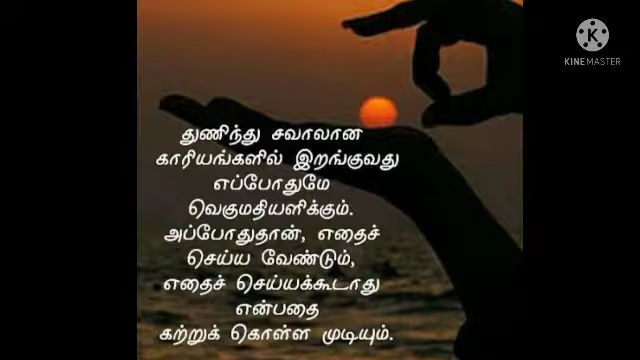 KINEMASTER
துணிந்து சவாலான
காரியங்களில் இறங்குவது
எப்போதுமே
வெகுமதியளிக்கும்.
அப்போதுதான், எதைச்
செய்ய வேண்டும்,
எதைச் செய்யக்கூடாது
என்பதை
கற்றுக் கொள்ள முடியும்.